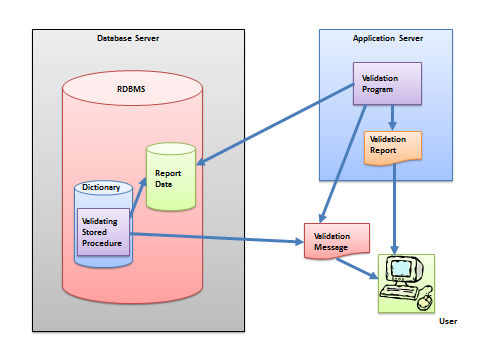 Database Server
Application Server
RDBMS
Validation
Program
Validation
Report
Report
Data
Dictionary
Validating
Stored
Procedure
Validation
Message
User